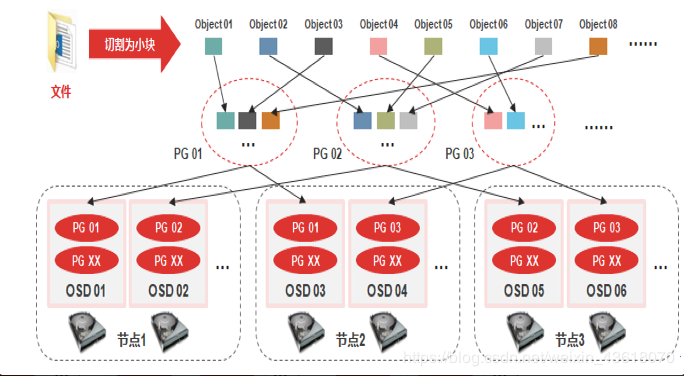 Object 01 Object 02 Object 03 Object 04 Object 05 Object 06 Object 07 Object 08
切割为小块 ……
文件
... ……
... ...
PG 01 PG 02 PG 03
PG 01 PG 02 PG 01 PG 03 PG 02 PG 03
PG XX PG XX PG XX PG XX PG XX PG XX
... ... ...
OSD 01 OSD 02 OSD 03 OSD 04 OSD 05 OSD 06
节点1 节点2 节点3